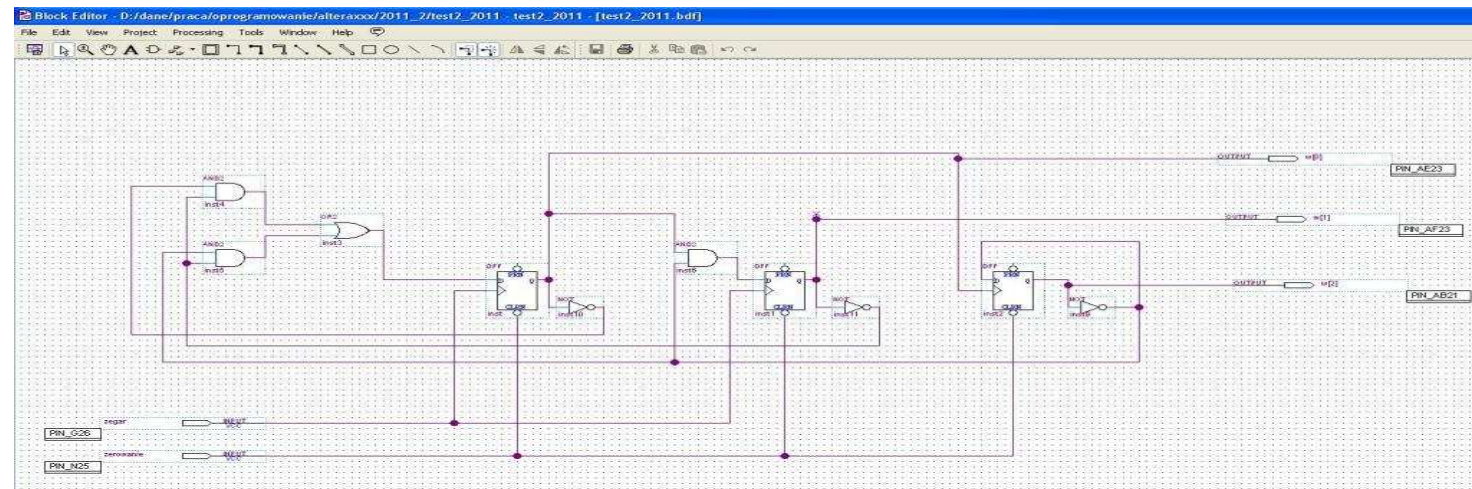 Block Editor - D:/dane/praca/oprogramowanie/alteraxxx/2011_2/test2_2011 - test2_2011 - [test2_2011.bdf]
File Edit View Project Processing Tools Window Help
OUTPUT w[0]
PIN_AE23
AND2
inst4
OR2
inst3
OUTPUT w[1]
PIN_AF23
AND2
inst5
AND2
inst6
DFF
PRN
D Q
CLRN
inst
NOT
inst10
DFF
PRN
D Q
CLRN
inst1
NOT
inst11
DFF
PRN
D Q
CLRN
inst2
NOT
inst9
OUTPUT w[2]
PIN_AB21
zegar INPUT
VCC
PIN_G26
zerowanie INPUT
VCC
PIN_N25